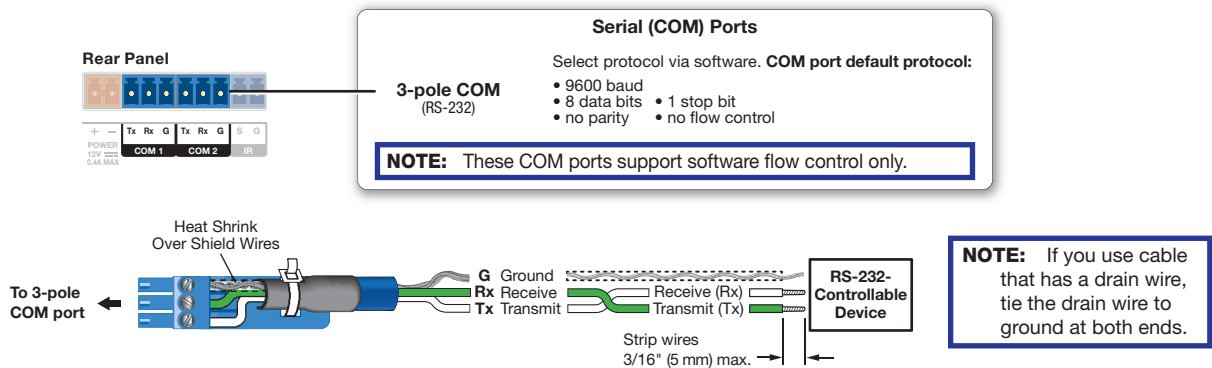 Serial (COM) Ports
Rear Panel
Select protocol via software. COM port default protocol:
3-pole COM
(RS-232)
• 9600 baud
• 8 data bits • 1 stop bit
• no parity • no flow control
NOTE: These COM ports support software flow control only.
+ – Tx Rx G Tx Rx G S G
POWER
12V
0.4A MAX
COM 1 COM 2 IR
Heat Shrink
Over Shield Wires
To 3-pole
COM port
G Ground
Rx Receive
Tx Transmit
Receive (Rx)
Transmit (Tx)
RS-232-
Controllable
Device
Strip wires
3/16" (5 mm) max.
NOTE: If you use cable
that has a drain wire,
tie the drain wire to
ground at both ends.